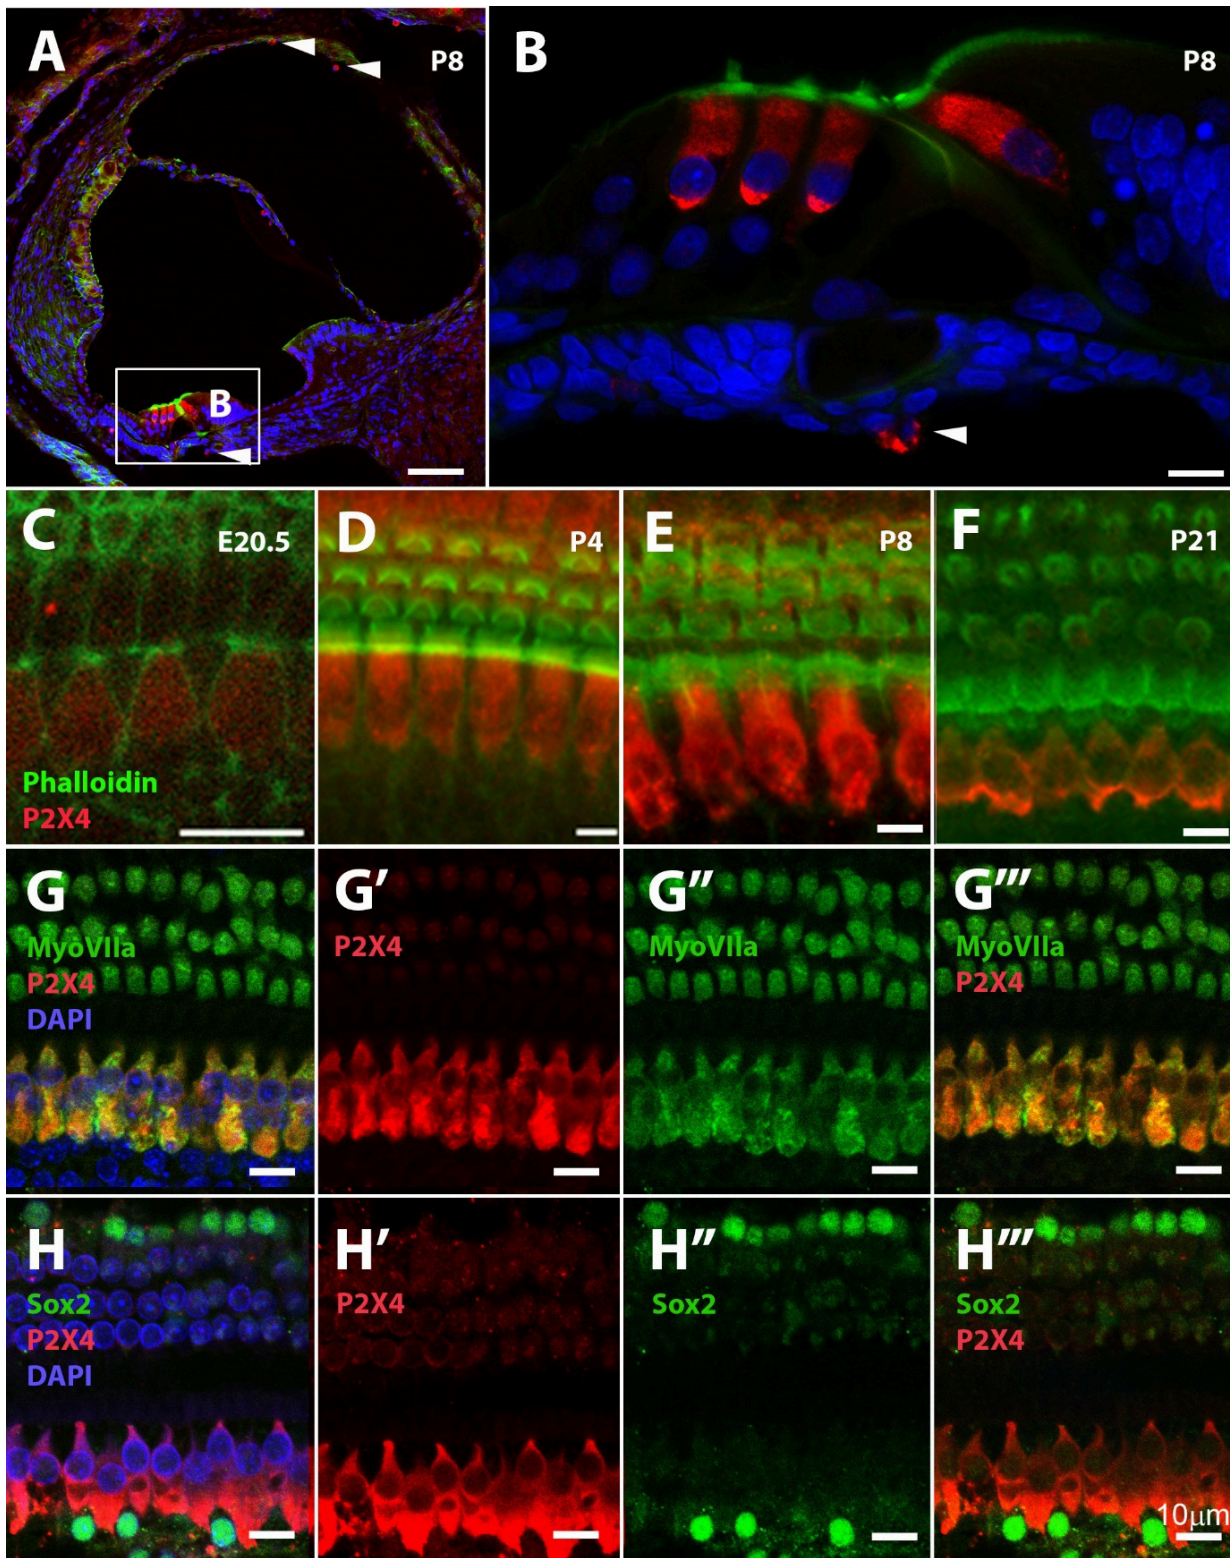 A
P8
B
B
P8
C
E20.5
Phalloidin
P2X4
D
P4
E
P8
F
P21
G
MyoVIIa
P2X4
DAPI
G′
P2X4
G″
MyoVIIa
G‴
MyoVIIa
P2X4
H
Sox2
P2X4
DAPI
H′
P2X4
H″
Sox2
H‴
Sox2
P2X4
10μm